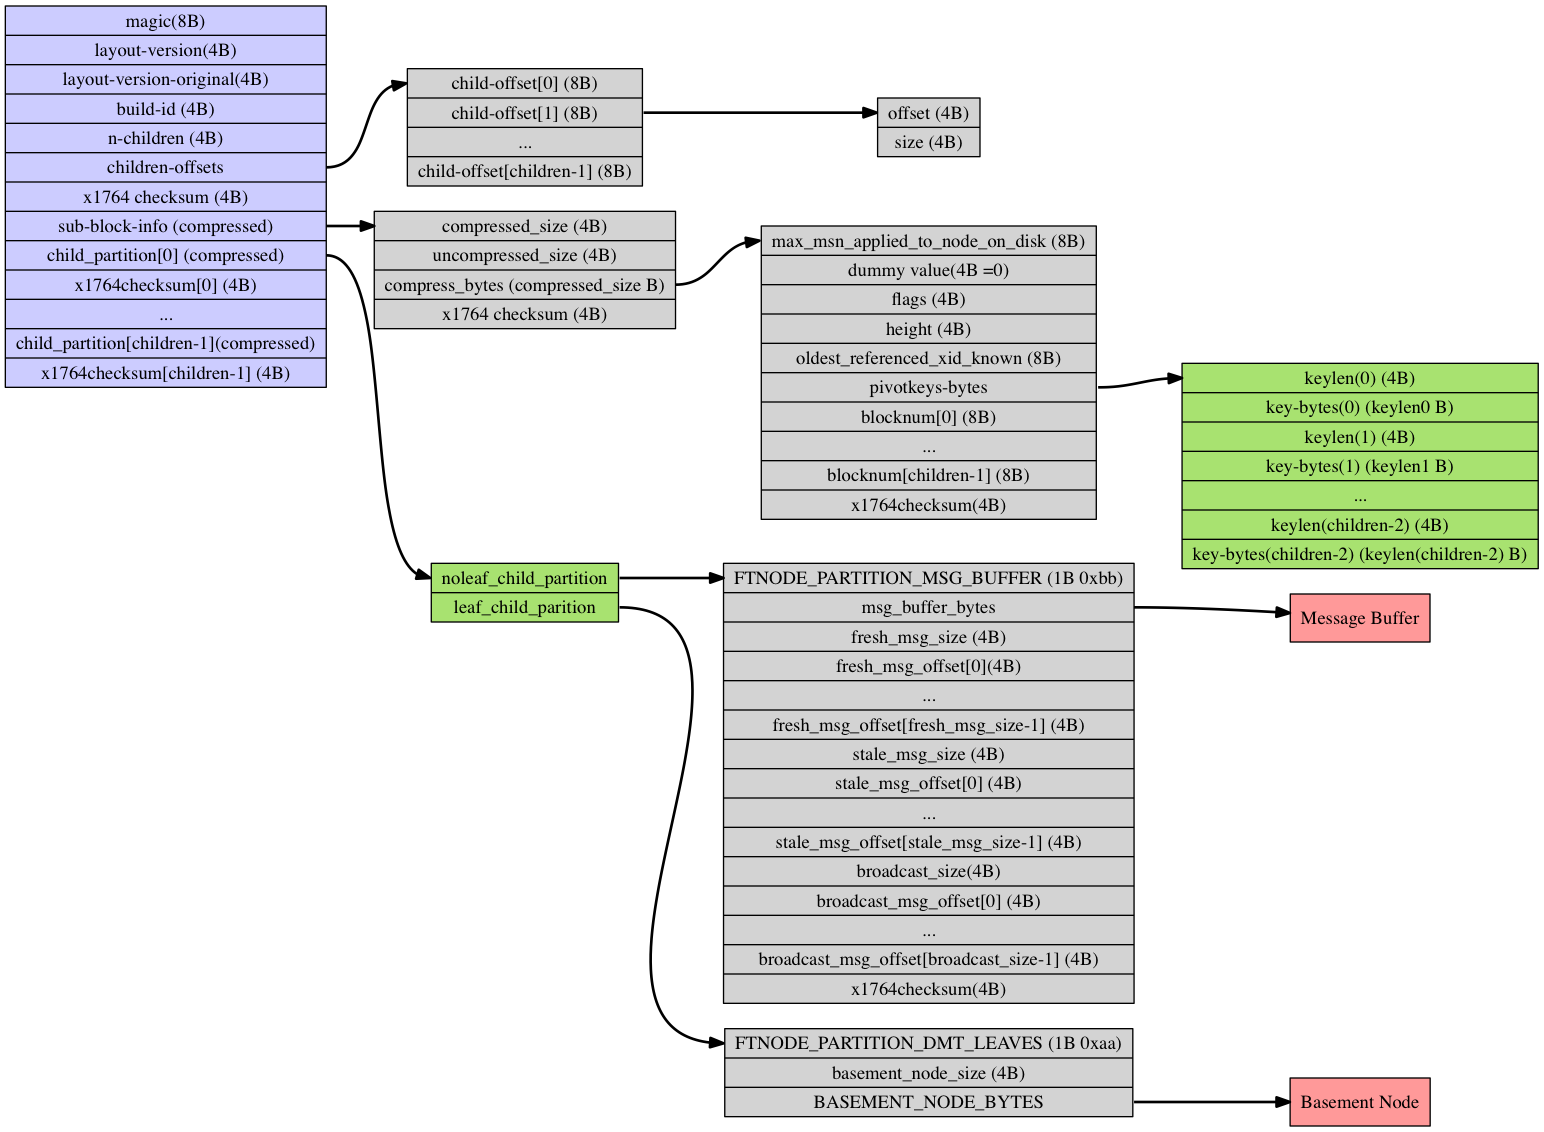 magic(8B)
layout-version(4B)
layout-version-original(4B)
build-id (4B)
n-children (4B)
children-offsets
x1764 checksum (4B)
sub-block-info (compressed)
child_partition[0] (compressed)
x1764checksum[0] (4B)
...
child_partition[children-1](compressed)
x1764checksum[children-1] (4B)
child-offset[0] (8B)
child-offset[1] (8B)
...
child-offset[children-1] (8B)
offset (4B)
size (4B)
compressed_size (4B)
uncompressed_size (4B)
compress_bytes (compressed_size B)
x1764 checksum (4B)
max_msn_applied_to_node_on_disk (8B)
dummy value(4B =0)
flags (4B)
height (4B)
oldest_referenced_xid_known (8B)
pivotkeys-bytes
blocknum[0] (8B)
...
blocknum[children-1] (8B)
x1764checksum(4B)
keylen(0) (4B)
key-bytes(0) (keylen0 B)
keylen(1) (4B)
key-bytes(1) (keylen1 B)
...
keylen(children-2) (4B)
key-bytes(children-2) (keylen(children-2) B)
noleaf_child_partition
leaf_child_parition
FTNODE_PARTITION_MSG_BUFFER (1B 0xbb)
msg_buffer_bytes
fresh_msg_size (4B)
fresh_msg_offset[0](4B)
...
fresh_msg_offset[fresh_msg_size-1] (4B)
stale_msg_size (4B)
stale_msg_offset[0] (4B)
...
stale_msg_offset[stale_msg_size-1] (4B)
broadcast_size(4B)
broadcast_msg_offset[0] (4B)
...
broadcast_msg_offset[broadcast_size-1] (4B)
x1764checksum(4B)
Message Buffer
FTNODE_PARTITION_DMT_LEAVES (1B 0xaa)
basement_node_size (4B)
BASEMENT_NODE_BYTES
Basement Node